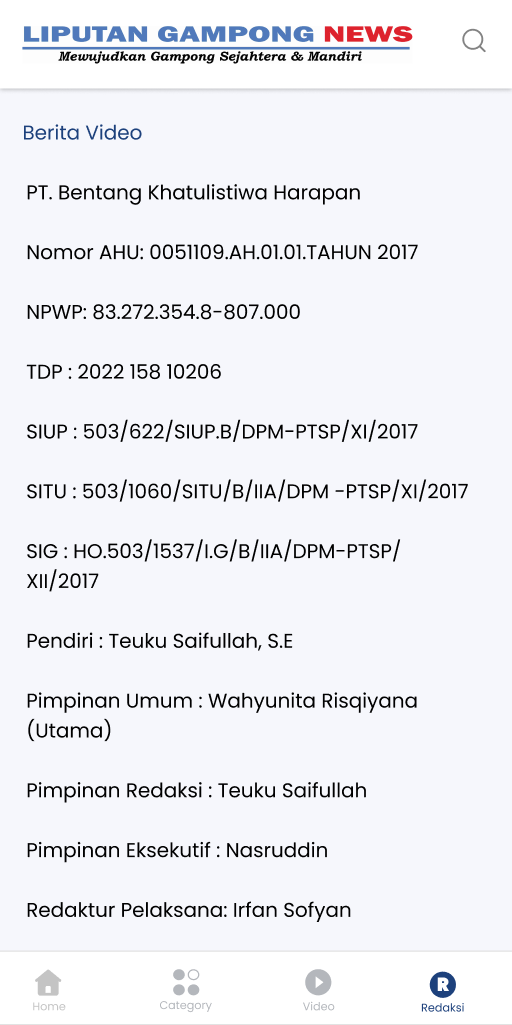 LIPUTAN GAMPONG NEWS
Mewujudkan Gampong Sejahtera & Mandiri
Berita Video
PT. Bentang Khatulistiwa Harapan
Nomor AHU: 0051109.AH.01.01.TAHUN 2017
NPWP: 83.272.354.8-807.000
TDP : 2022 158 10206
SIUP : 503/622/SIUP.B/DPM-PTSP/XI/2017
SITU : 503/1060/SITU/B/IIA/DPM -PTSP/XI/2017
SIG : HO.503/1537/I.G/B/IIA/DPM-PTSP/
XII/2017
Pendiri : Teuku Saifullah, S.E
Pimpinan Umum : Wahyunita Risqiyana
(Utama)
Pimpinan Redaksi : Teuku Saifullah
Pimpinan Eksekutif : Nasruddin
Redaktur Pelaksana: Irfan Sofyan
R
Home Category Video Redaksi